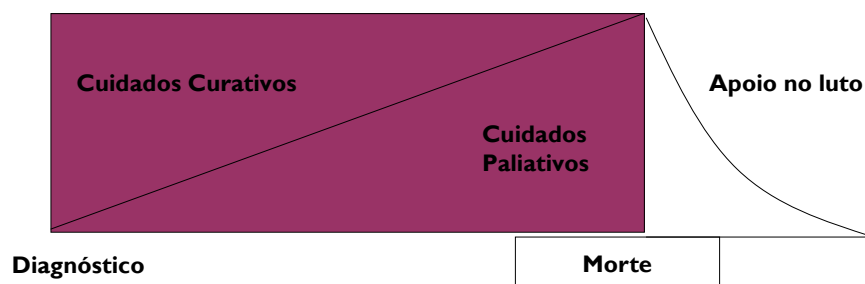 Cuidados Curativos
Apoio no luto
Cuidados
Paliativos
Diagnóstico
Morte